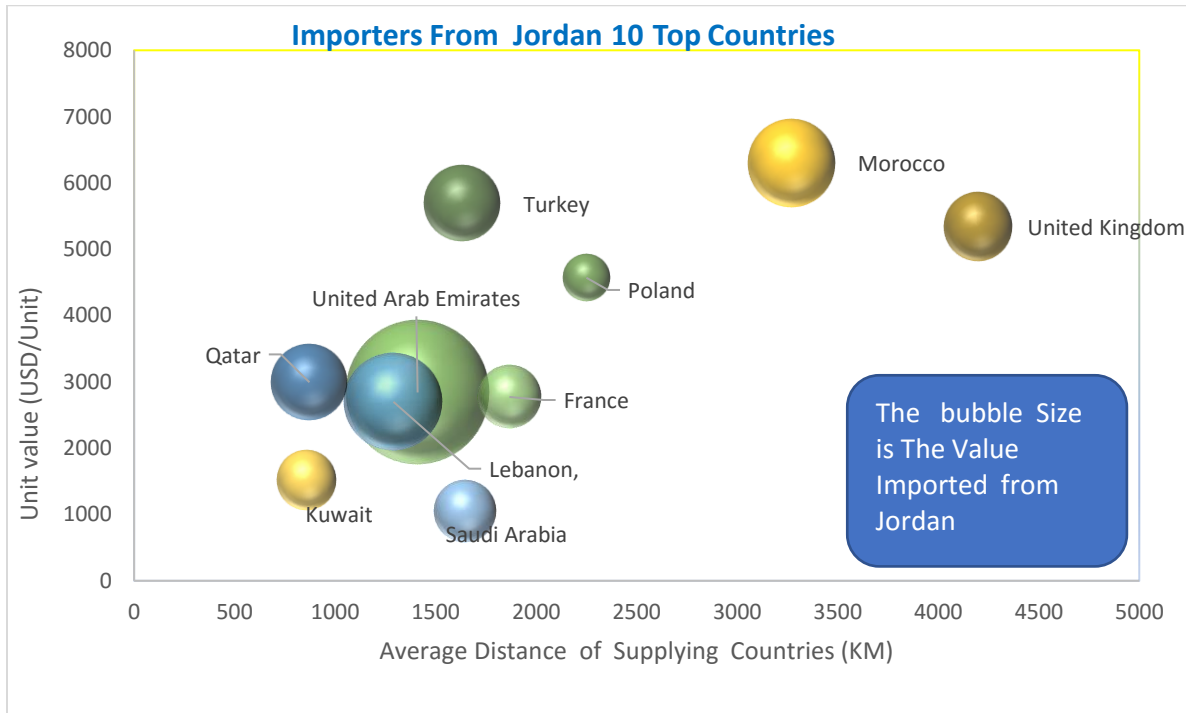 Importers From Jordan 10 Top Countries
Unit value (USD/Unit)
8000
7000
6000
5000
4000
3000
2000
1000
0
Morocco
Turkey
United Kingdom
Poland
United Arab Emirates
Qatar
France
Lebanon,
Kuwait
Saudi Arabia
The bubble Size
is The Value
Imported from
Jordan
0 500 1000 1500 2000 2500 3000 3500 4000 4500 5000
Average Distance of Supplying Countries (KM)